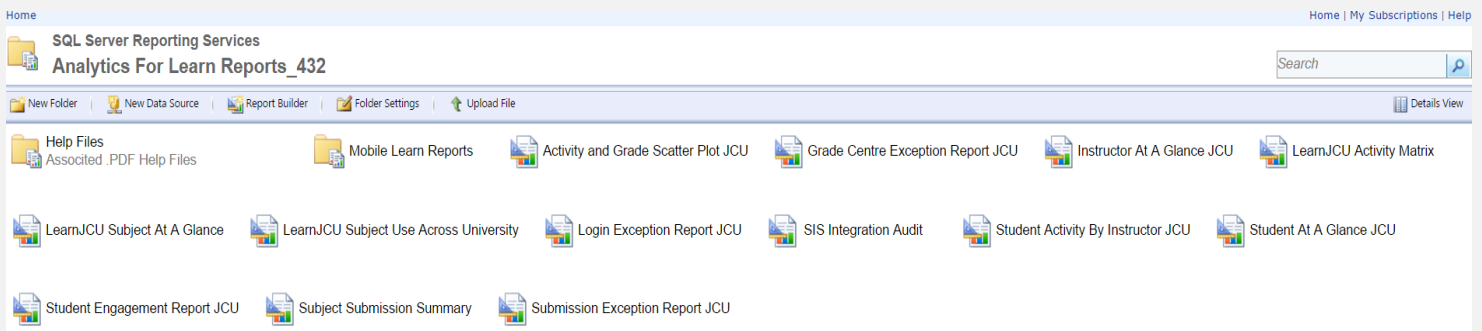 Home Home | My Subscriptions | Help
SQL Server Reporting Services
Analytics For Learn Reports_432
Search
New Folder | New Data Source | Report Builder | Folder Settings | Upload File Details View
Help Files
Associted .PDF Help Files
Mobile Learn Reports
Activity and Grade Scatter Plot JCU
Grade Centre Exception Report JCU
Instructor At A Glance JCU
LearnJCU Activity Matrix
LearnJCU Subject At A Glance
LearnJCU Subject Use Across University
Login Exception Report JCU
SIS Integration Audit
Student Activity By Instructor JCU
Student At A Glance JCU
Student Engagement Report JCU
Subject Submission Summary
Submission Exception Report JCU